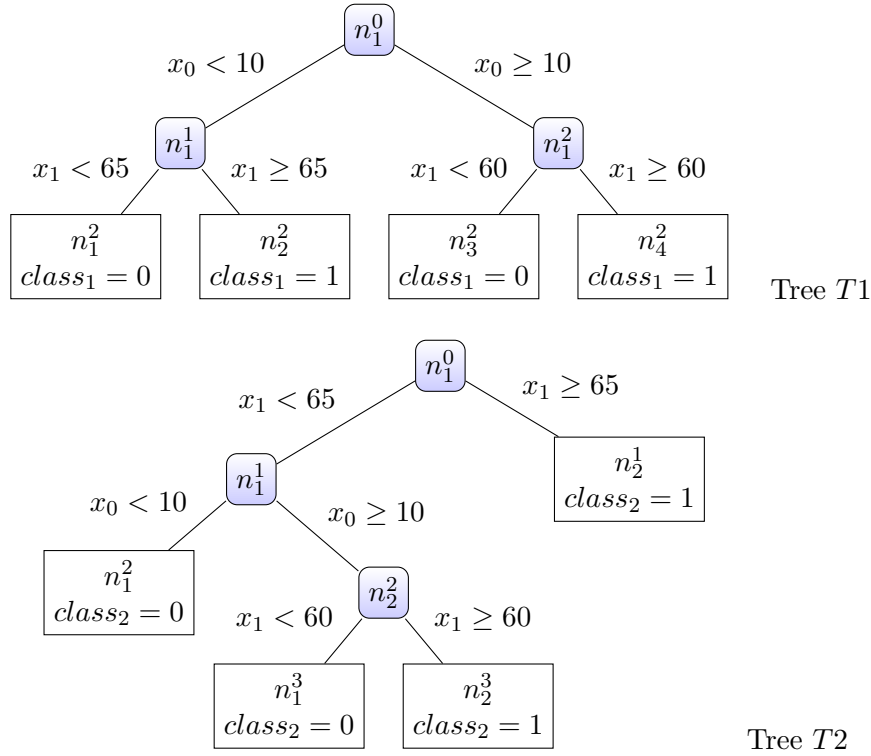 n_1^0
x_0 < 10
x_0 ≥ 10
n_1^1
n_1^2
x_1 < 65
x_1 ≥ 65
x_1 < 60
x_1 ≥ 60
n_1^2
class_1 = 0
n_2^2
class_1 = 1
n_3^2
class_1 = 0
n_4^2
class_1 = 1
Tree T1
n_1^0
x_1 < 65
x_1 ≥ 65
n_1^1
n_2^1
class_2 = 1
x_0 < 10
x_0 ≥ 10
n_1^2
class_2 = 0
n_2^2
x_1 < 60
x_1 ≥ 60
n_1^3
class_2 = 0
n_2^3
class_2 = 1
Tree T2